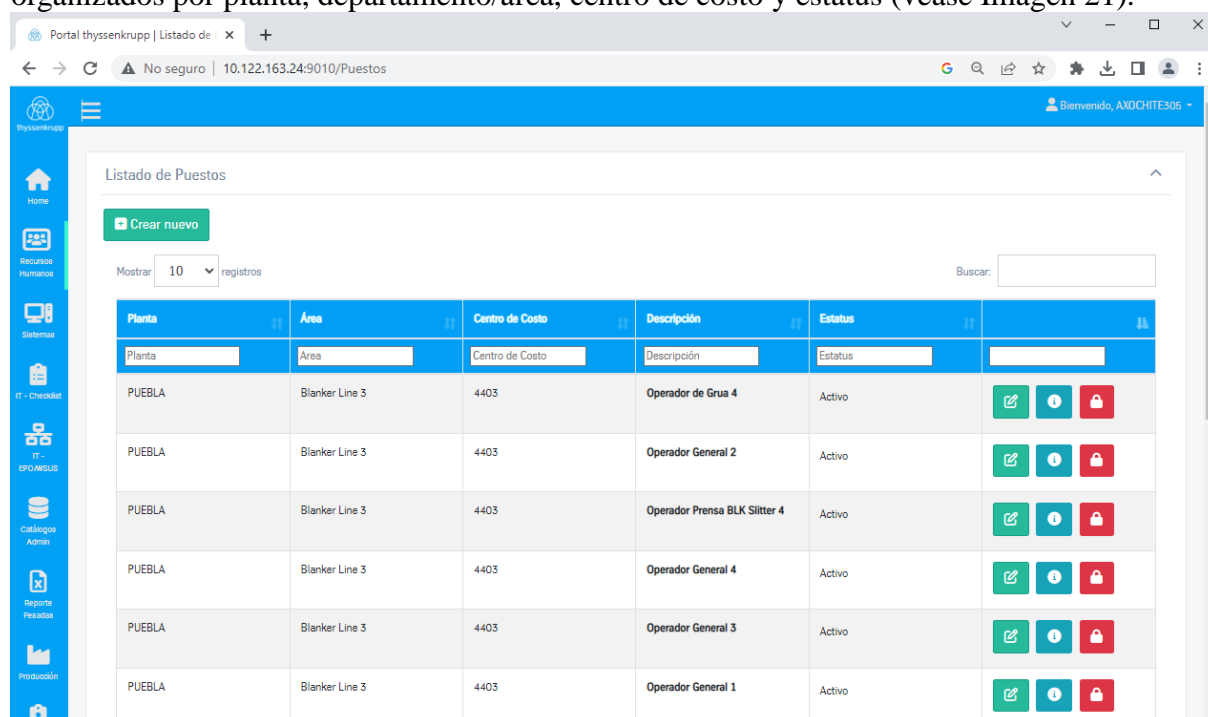 organizados por planta, departamento/área, centro de costo y estatus (véase Imagen 21).
Portal thyssenkrupp | Listado de
No seguro | 10.122.163.24:9010/Puestos
thyssenkrupp
Bienvenido, AXOCHITE305
Home
Recursos
Humanos
Sistemas
IT - Checklist
IT -
EPO/WSUS
Catálogos
Admin
Reporte
Pesadas
Producción
Listado de Puestos
Crear nuevo
Mostrar 10 registros
Buscar:
Planta Área Centro de Costo Descripción Estatus
Planta Area Centro de Costo Descripción Estatus
PUEBLA Blanker Line 3 4403 Operador de Grua 4 Activo
PUEBLA Blanker Line 3 4403 Operador General 2 Activo
PUEBLA Blanker Line 3 4403 Operador Prensa BLK Slitter 4 Activo
PUEBLA Blanker Line 3 4403 Operador General 4 Activo
PUEBLA Blanker Line 3 4403 Operador General 3 Activo
PUEBLA Blanker Line 3 4403 Operador General 1 Activo